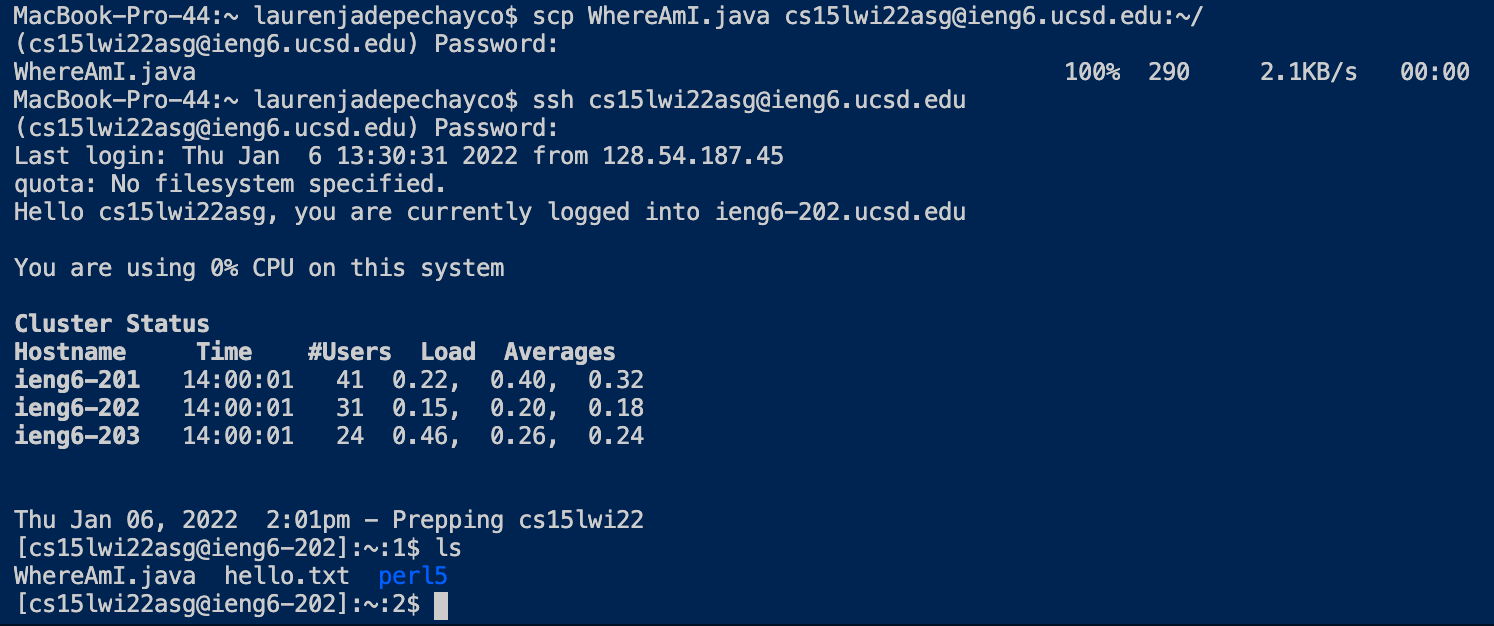 MacBook-Pro-44:~ laurenjadepechayco$ scp WhereAmI.java cs15lwi22asg@ieng6.ucsd.edu:~/
(cs15lwi22asg@ieng6.ucsd.edu) Password:
WhereAmI.java                                                              100%  290     2.1KB/s   00:00
MacBook-Pro-44:~ laurenjadepechayco$ ssh cs15lwi22asg@ieng6.ucsd.edu
(cs15lwi22asg@ieng6.ucsd.edu) Password:
Last login: Thu Jan  6 13:30:31 2022 from 128.54.187.45
quota: No filesystem specified.
Hello cs15lwi22asg, you are currently logged into ieng6-202.ucsd.edu

You are using 0% CPU on this system

Cluster Status
Hostname     Time    #Users  Load  Averages
ieng6-201   14:00:01   41  0.22,  0.40,  0.32
ieng6-202   14:00:01   31  0.15,  0.20,  0.18
ieng6-203   14:00:01   24  0.46,  0.26,  0.24

Thu Jan 06, 2022  2:01pm - Prepping cs15lwi22
[cs15lwi22asg@ieng6-202]:~:1$ ls
WhereAmI.java  hello.txt  perl5
[cs15lwi22asg@ieng6-202]:~:2$